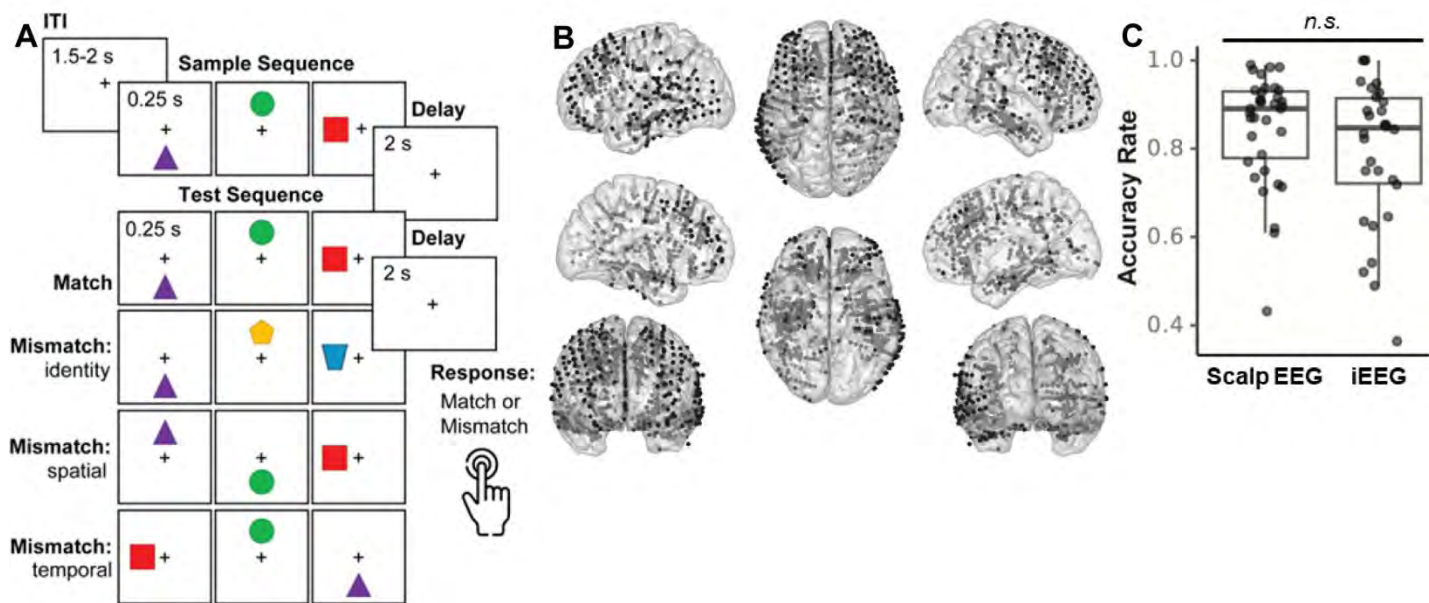 A
ITI
1.5-2 s
Sample Sequence
0.25 s
Delay
2 s
Test Sequence
0.25 s
Delay
2 s
Match
Mismatch:
identity
Mismatch:
spatial
Mismatch:
temporal
Response:
Match or
Mismatch
B
C
n.s.
Accuracy Rate
1.0
0.8
0.6
0.4
Scalp EEG
iEEG